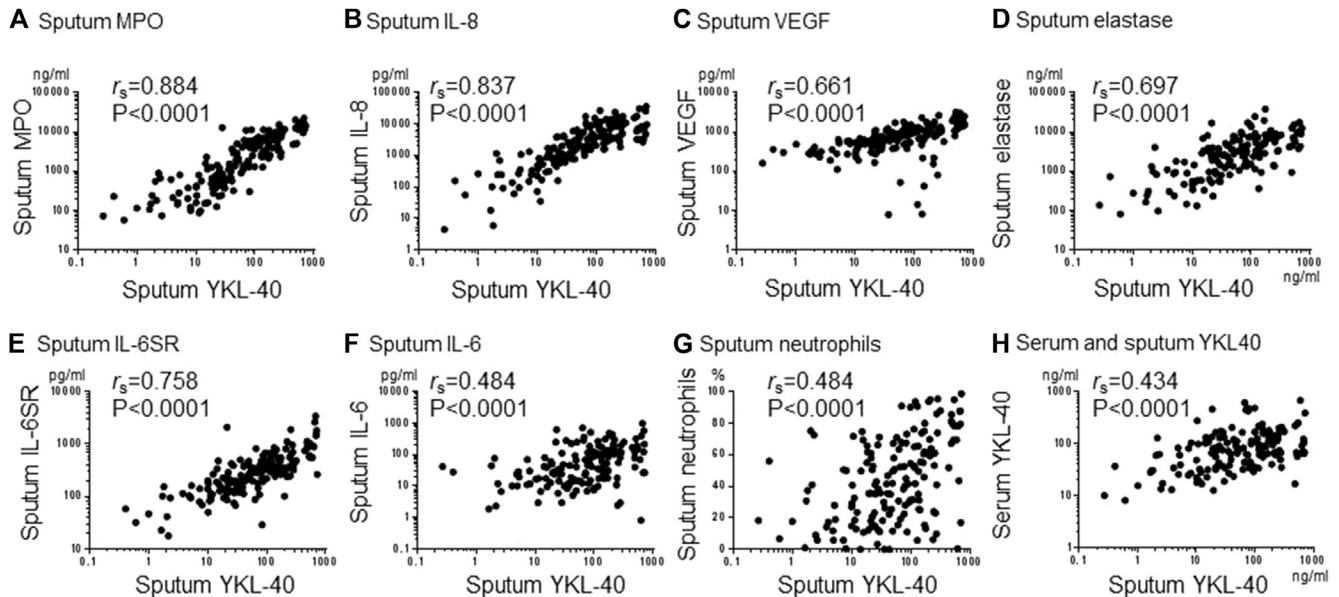 A Sputum MPO
ng/ml
rs=0.884
P<0.0001
100000
10000
1000
100
10
Sputum MPO
0.1 1 10 100 1000
Sputum YKL-40
B Sputum IL-8
pg/ml
rs=0.837
P<0.0001
100000
10000
1000
100
10
1
Sputum IL-8
0.1 1 10 100 1000
Sputum YKL-40
C Sputum VEGF
pg/ml
rs=0.661
P<0.0001
10000
1000
100
10
1
Sputum VEGF
0.1 1 10 100 1000
Sputum YKL-40
D Sputum elastase
ng/ml
rs=0.697
P<0.0001
100000
10000
1000
100
10
Sputum elastase
0.1 1 10 100 1000
ng/ml
Sputum YKL-40
E Sputum IL-6SR
pg/ml
rs=0.758
P<0.0001
10000
1000
100
10
Sputum IL-6SR
0.1 1 10 100 1000
Sputum YKL-40
F Sputum IL-6
pg/ml
rs=0.484
P<0.0001
10000
1000
100
10
1
0.1
Sputum IL-6
0.1 1 10 100 1000
Sputum YKL-40
G Sputum neutrophils
%
rs=0.484
P<0.0001
100
80
60
40
20
0
Sputum neutrophils
0.1 1 10 100 1000
Sputum YKL-40
H Serum and sputum YKL40
ng/ml
rs=0.434
P<0.0001
1000
100
10
1
Serum YKL-40
0.1 1 10 100 1000
ng/ml
Sputum YKL-40